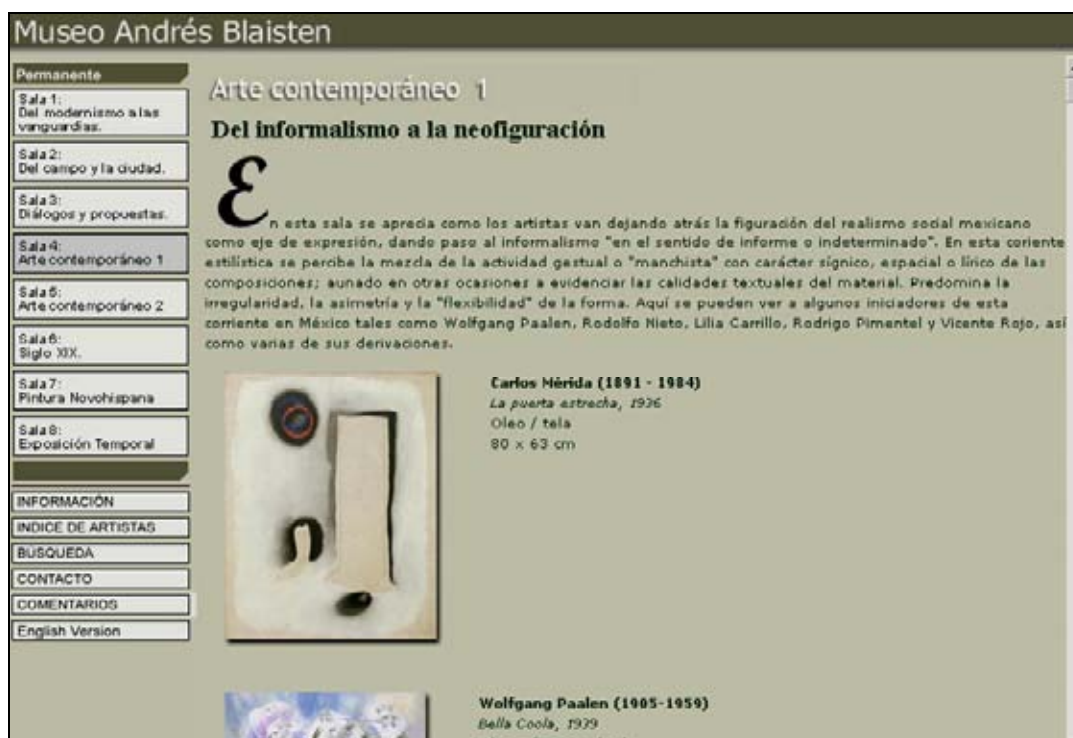 Museo Andrés Blaisten
Permanente
Sala 1:
Del modernismo a las
vanguardias.
Sala 2:
Del campo y la ciudad.
Sala 3:
Diálogos y propuestas.
Sala 4:
Arte contemporáneo 1
Sala 5:
Arte contemporáneo 2
Sala 6:
Siglo XIX.
Sala 7:
Pintura Novohispana
Sala 8:
Exposición Temporal
INFORMACIÓN
INDICE DE ARTISTAS
BÚSQUEDA
CONTACTO
COMENTARIOS
English Version
Arte contemporáneo 1
Del informalismo a la neofiguración
En esta sala se aprecia como los artistas van dejando atrás la figuración del realismo social mexicano
como eje de expresión, dando paso al informalismo "en el sentido de informe o indeterminado". En esta coriente
estilística se percibe la mezcla de la actividad gestual o "manchista" con carácter sígnico, espacial o lírico de las
composiciones; aunado en otras ocasiones a evidenciar las calidades textuales del material. Predomina la
irregularidad, la asimetría y la "flexibilidad" de la forma. Aquí se pueden ver a algunos iniciadores de esta
corriente en México tales como Wolfgang Paalen, Rodolfo Nieto, Lilia Carrillo, Rodrigo Pimentel y Vicente Rojo, así
como varias de sus derivaciones.
Carlos Mérida (1891 - 1984)
La puerta estrecha, 1936
Oleo / tela
80 x 63 cm
Wolfgang Paalen (1905-1959)
Bella Coola, 1939